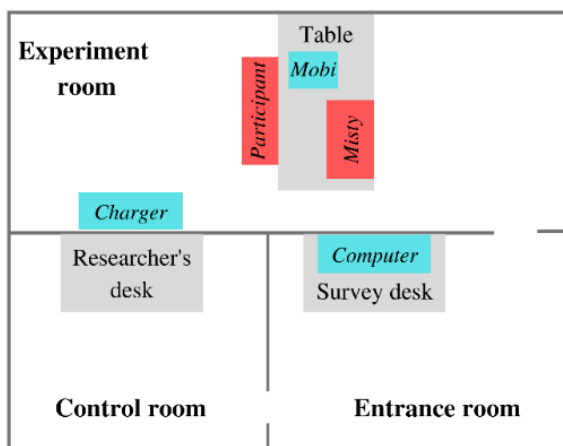 Experiment
room
Table
Mobi
Participant
Misty
Charger
Researcher's
desk
Computer
Survey desk
Control room
Entrance room